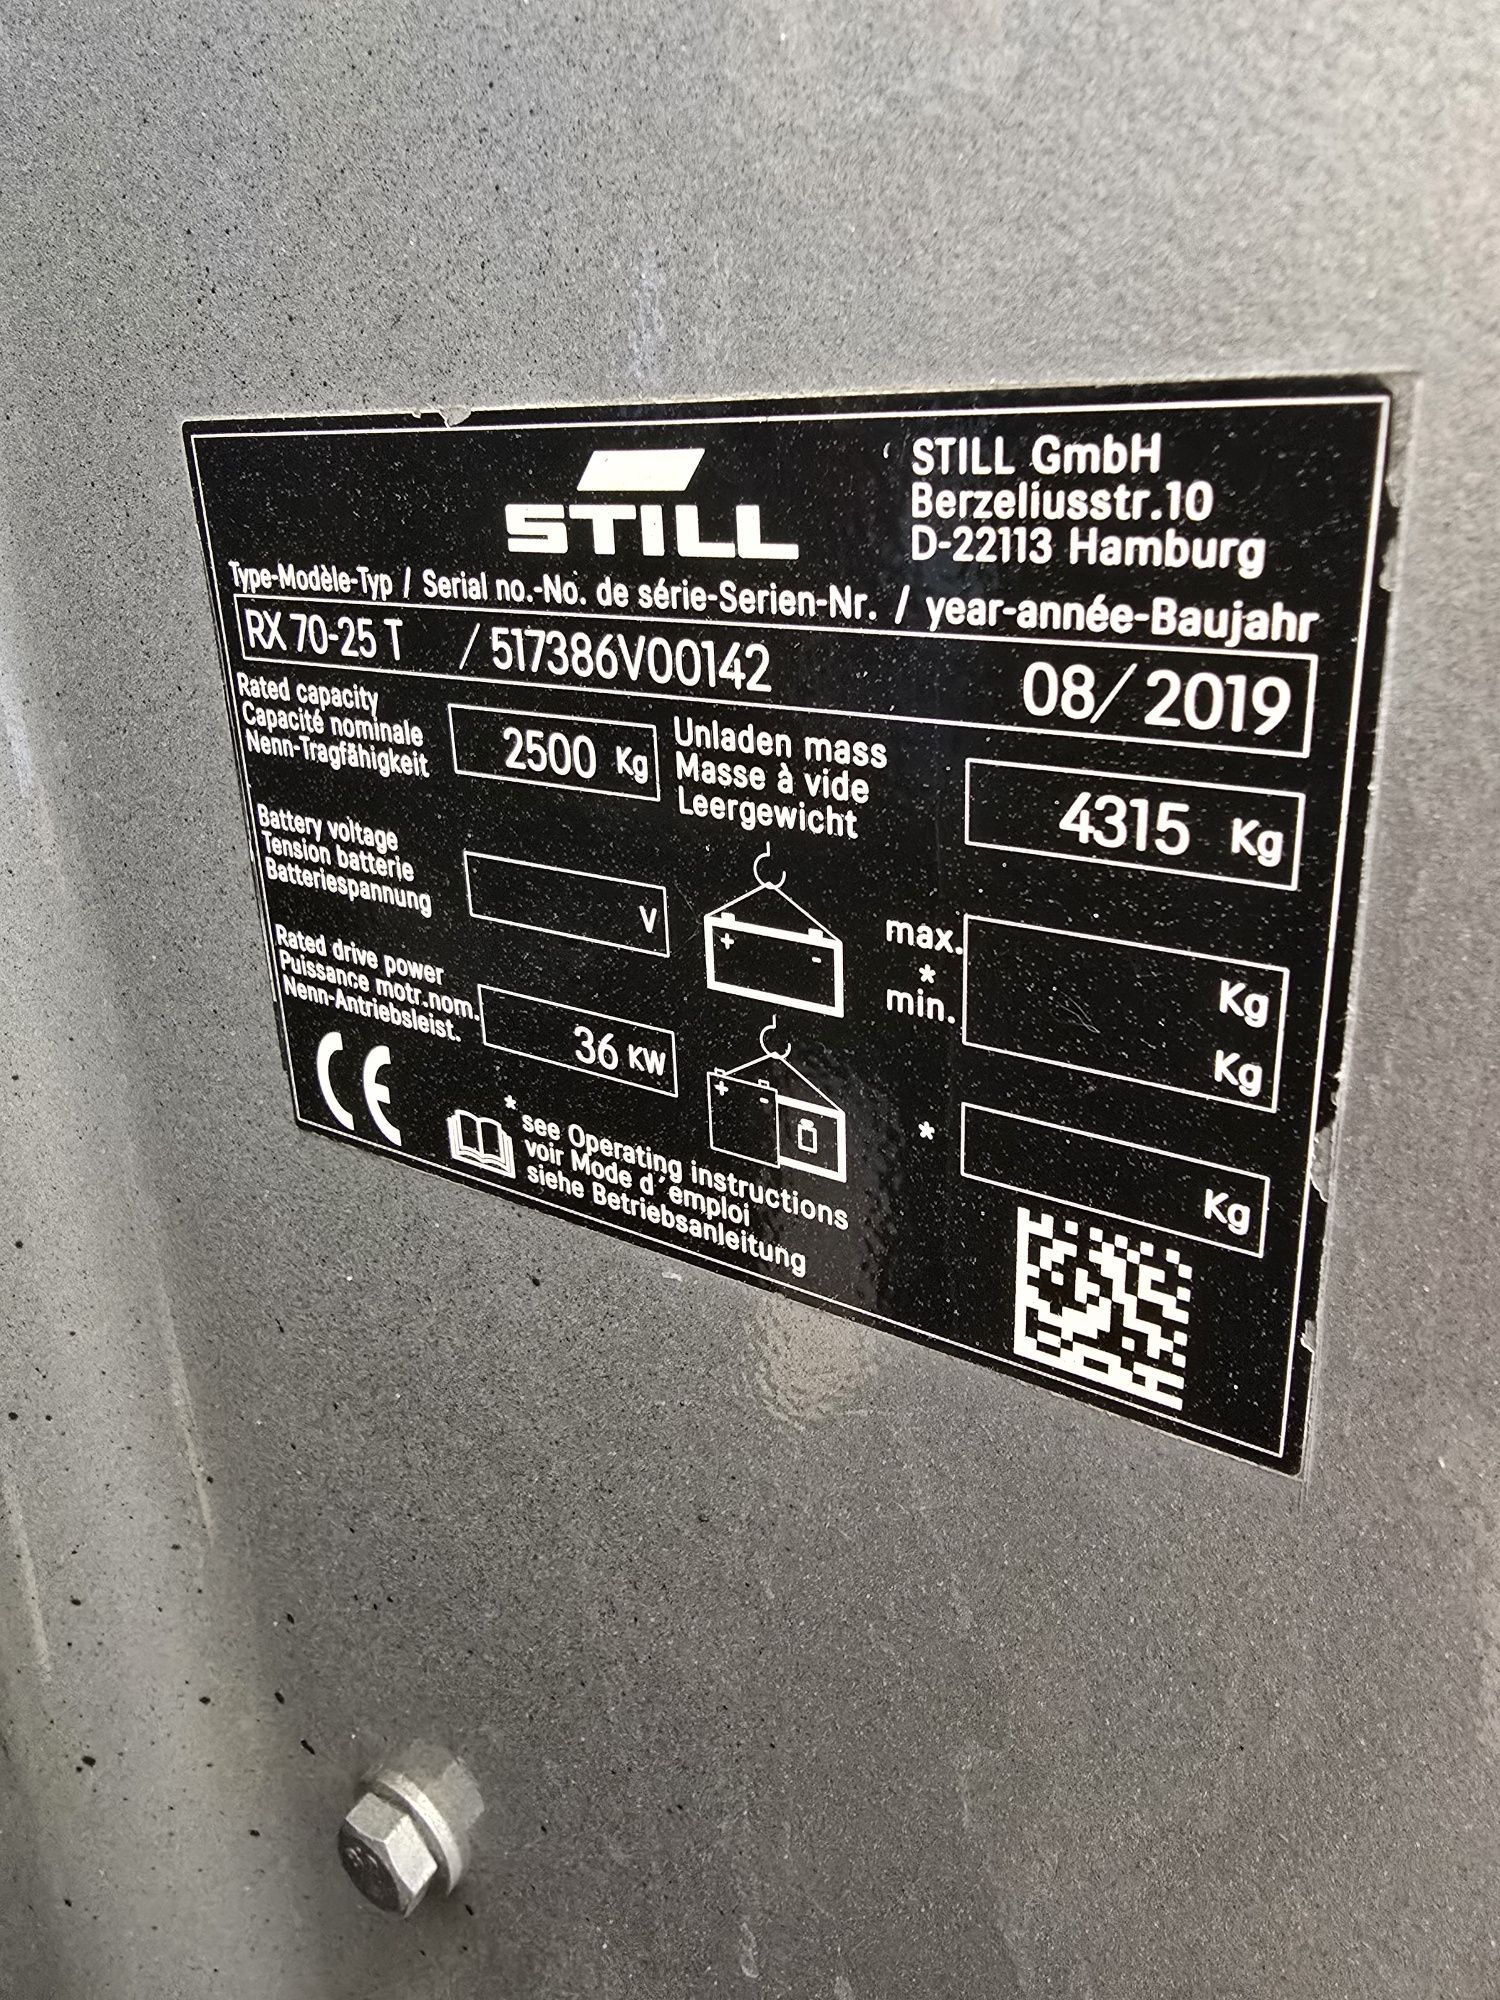 STILL
STILL GmbH
Berzeliusstr.10
D-22113 Hamburg
Type-Modèle-Typ / Serial no.-No. de série-Serien-Nr. / year-année-Baujahr
RX 70-25 T / 517386V00142 08/2019
Rated capacity
Capacité nominale
Nenn-Tragfähigkeit
2500 Kg
Unladen mass
Masse à vide
Leergewicht
4315 Kg
Battery voltage
Tension batterie
Batteriespannung
V
+ -
max.
*
min.
Kg
Kg
Rated drive power
Puissance motr.nom.
Nenn-Antriebsleist.
36 KW
+ -
*
Kg
CE
* see Operating instructions
voir Mode d'emploi
siehe Betriebsanleitung